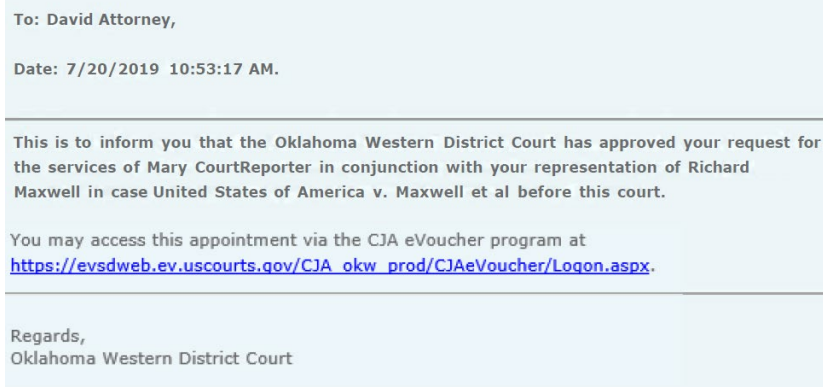 To: David Attorney,
Date: 7/20/2019 10:53:17 AM.
This is to inform you that the Oklahoma Western District Court has approved your request for
the services of Mary CourtReporter in conjunction with your representation of Richard
Maxwell in case United States of America v. Maxwell et al before this court.
You may access this appointment via the CJA eVoucher program at
https://evsdweb.ev.uscourts.gov/CJA_okw_prod/CJAeVoucher/Logon.aspx.
Regards,
Oklahoma Western District Court